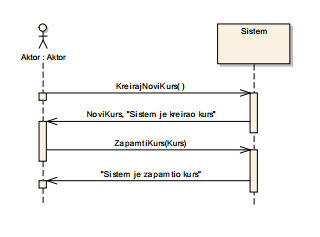 Sistem
Aktor : Aktor
KreirajNoviKurs( )
NoviKurs, "Sistem je kreirao kurs"
ZapamtiKurs(Kurs)
"Sistem je zapamtio kurs"